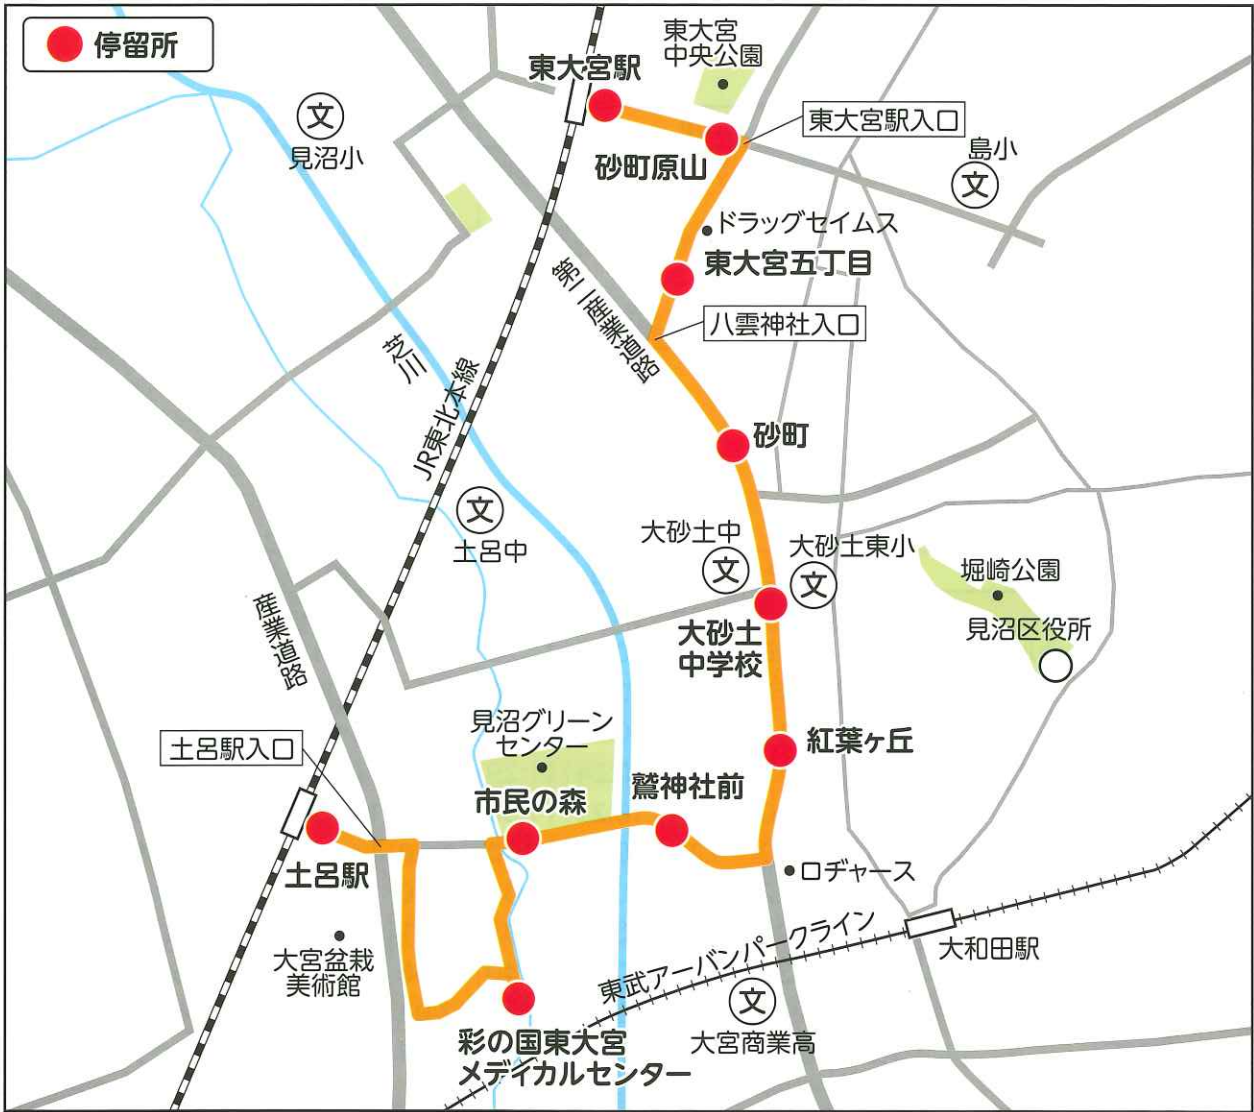 停留所
東大宮
中央公園
東大宮駅
東大宮駅入口
見沼小
文
砂町原山
島小
文
ドラッグセイムス
東大宮五丁目
第二産業道路
八雲神社入口
芝川
JR東北本線
砂町
文
土呂中
大砂土中
文
大砂土東小
文
堀崎公園
見沼区役所
大砂土
中学校
産業道路
見沼グリーン
センター
紅葉ヶ丘
土呂駅入口
市民の森
鷲神社前
土呂駅
ロヂャース
大宮盆栽
美術館
東武アーバンパークライン
大和田駅
文
大宮商業高
彩の国東大宮
メディカルセンター